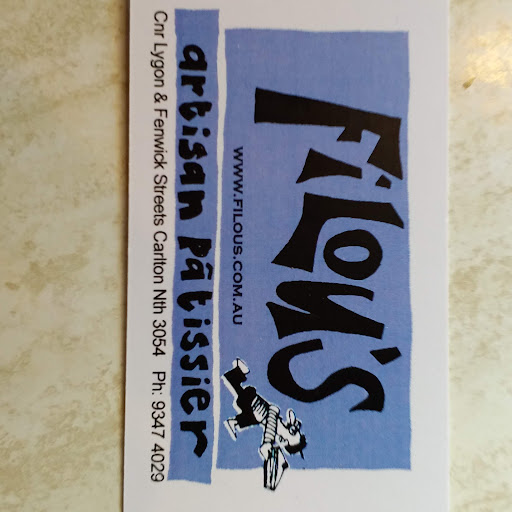 FiLou's
WWW.FILOUS.COM.AU
artisan pâtissier
Cnr Lygon & Fenwick Streets Carlton Nth 3054 Ph: 9347 4029